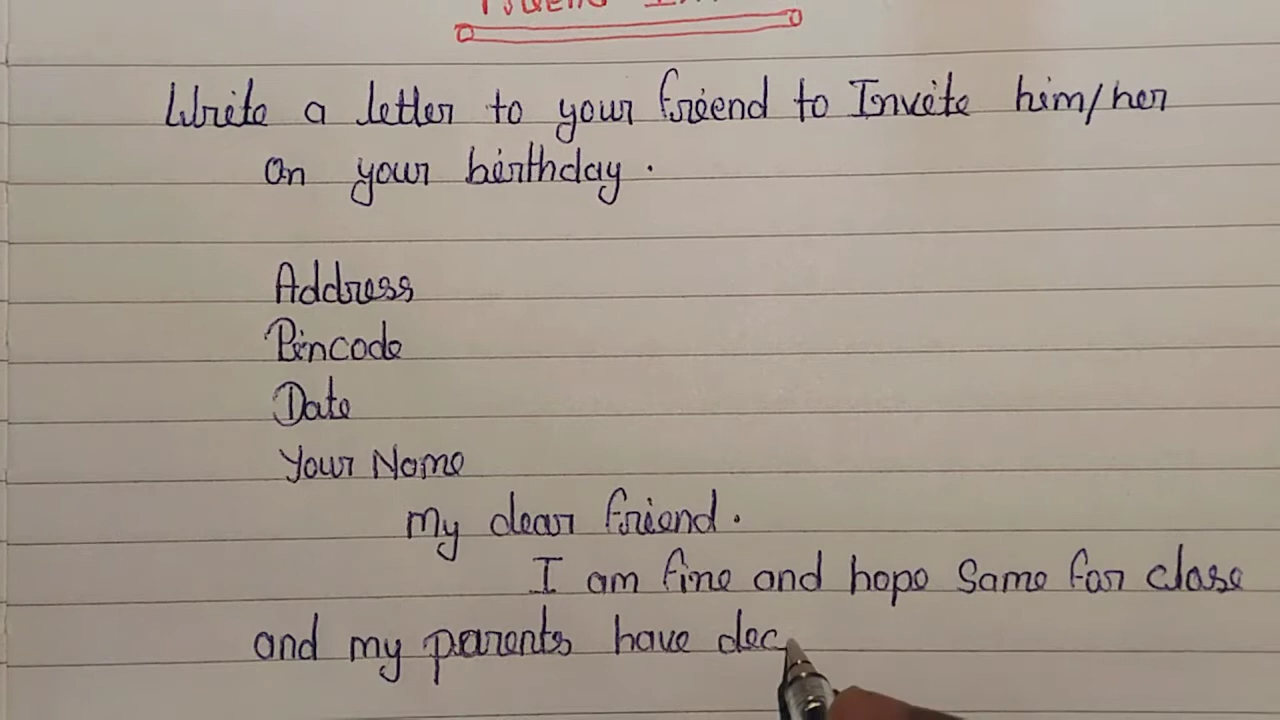 Write a letter to your friend to Invite him/her
on your birthday.
Address
Pincode
Date
Your Name
My dear friend.
I am fine and hope same for close
and my parents have dec